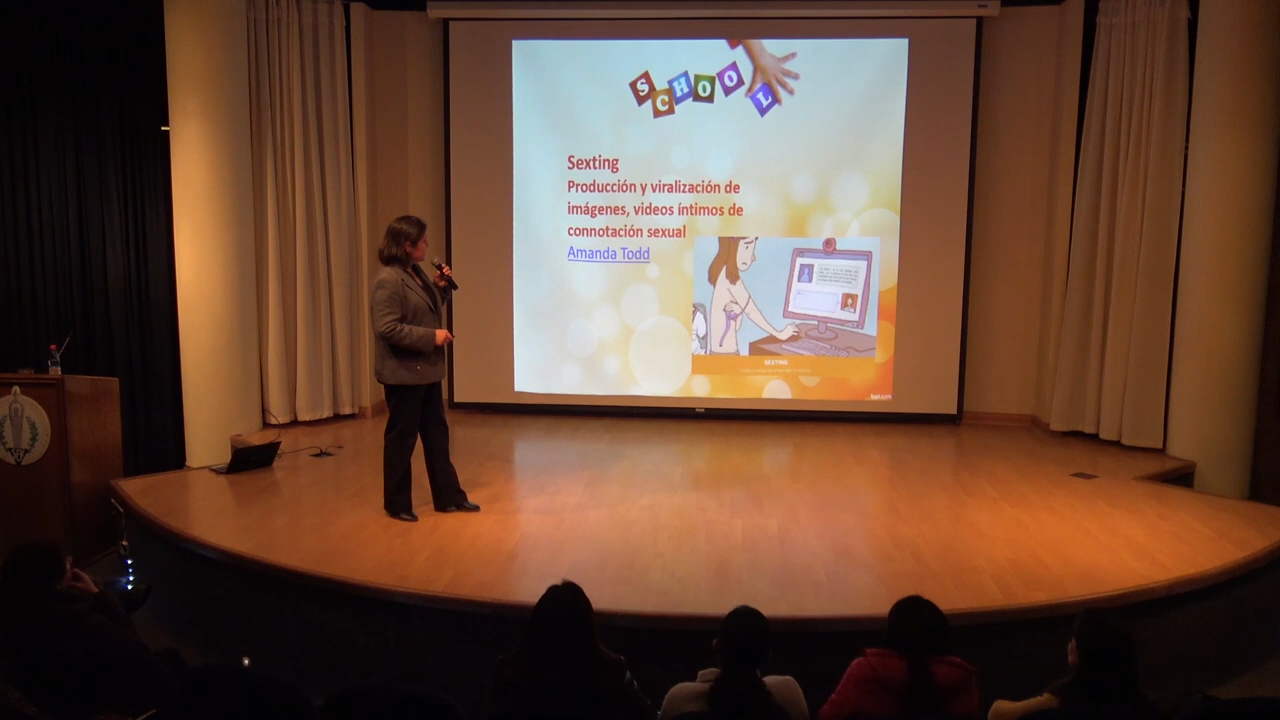 SCHOOL
Sexting
Producción y viralización de
imágenes, videos íntimos de
connotación sexual
Amanda Todd
SEXTING